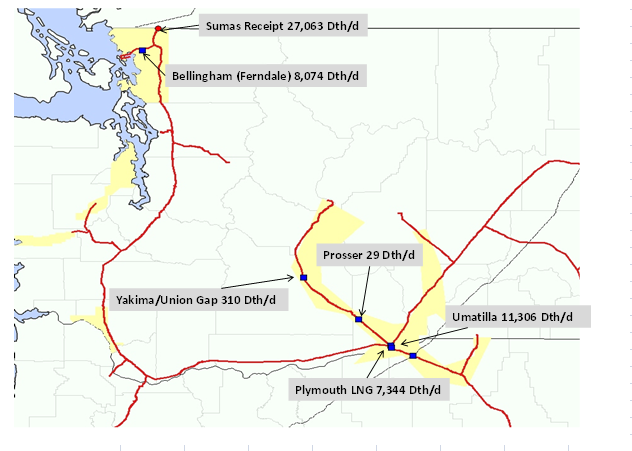 Sumas Receipt 27,063 Dth/d
Bellingham (Ferndale) 8,074 Dth/d
Prosser 29 Dth/d
Yakima/Union Gap 310 Dth/d
Umatilla 11,306 Dth/d
Plymouth LNG 7,344 Dth/d